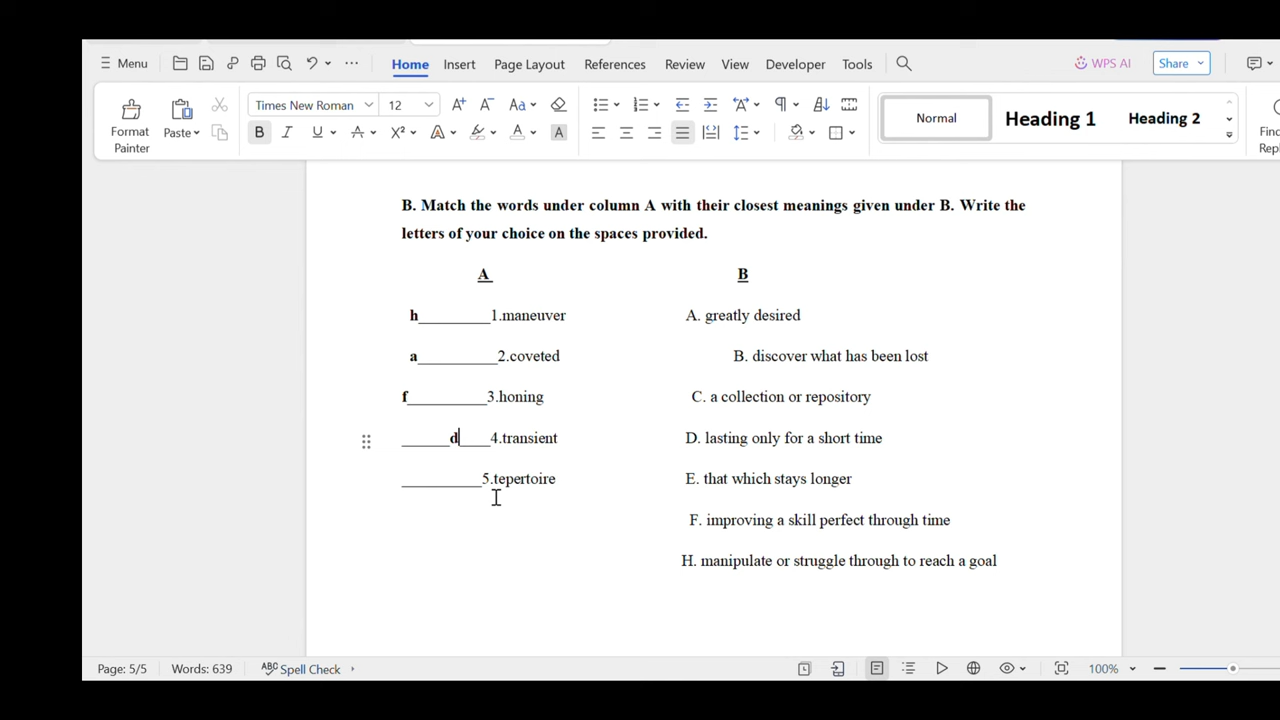 Menu Home Insert Page Layout References Review View Developer Tools WPS AI Share
Format Painter Paste Times New Roman 12 Aa B I U A X² A A Normal Heading 1 Heading 2
B. Match the words under column A with their closest meanings given under B. Write the
letters of your choice on the spaces provided.
A B
h_________1.maneuver A. greatly desired
a__________2.coveted B. discover what has been lost
f__________3.honing C. a collection or repository
______d____4.transient D. lasting only for a short time
__________5.tepertoire E. that which stays longer
F. improving a skill perfect through time
H. manipulate or struggle through to reach a goal
Page: 5/5 Words: 639 ABC Spell Check 100%